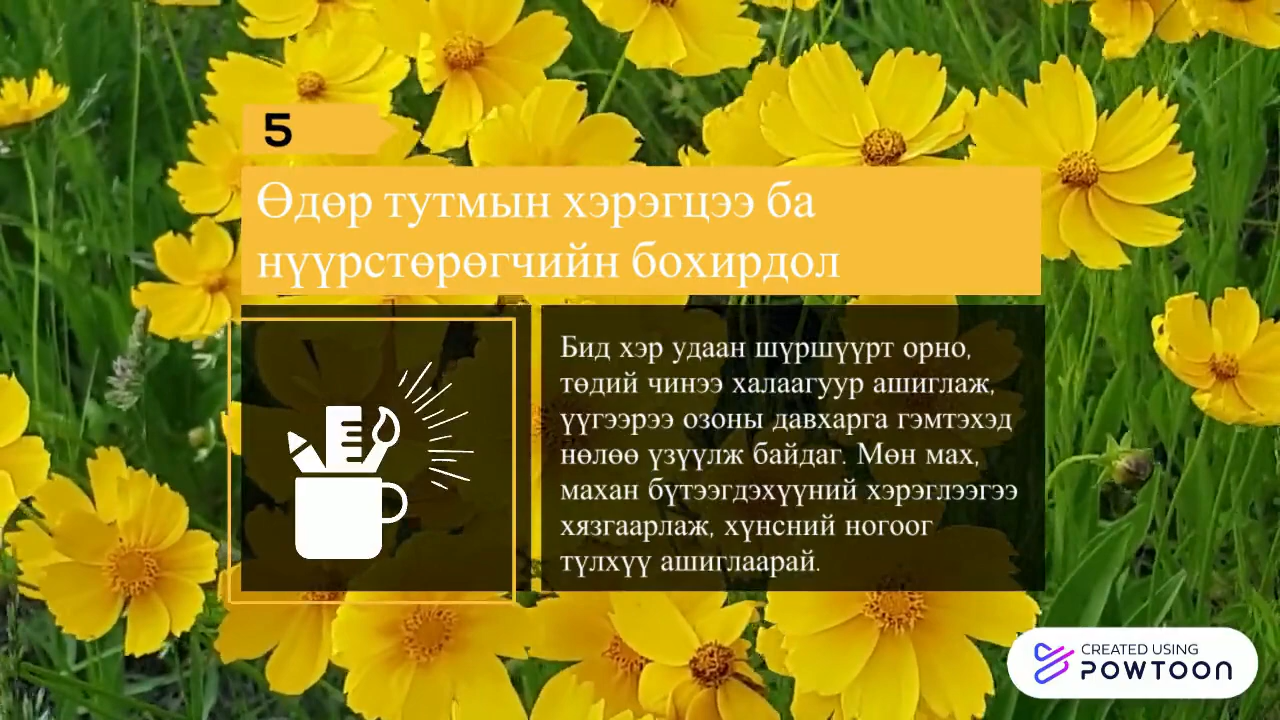 5
Өдөр тутмын хэрэгцээ ба
нүүрстөрөгчийн бохирдол
Бид хэр удаан шүршүүрт орно,
төдий чинээ халаагуур ашиглаж,
үүгээрээ озоны давхарга гэмтэхэд
нөлөө үзүүлж байдаг. Мөн мах,
махан бүтээгдэхүүний хэрэглээгээ
хязгаарлаж, хүнсний ногоог
түлхүү ашиглаарай.
CREATED USING
POWTOON